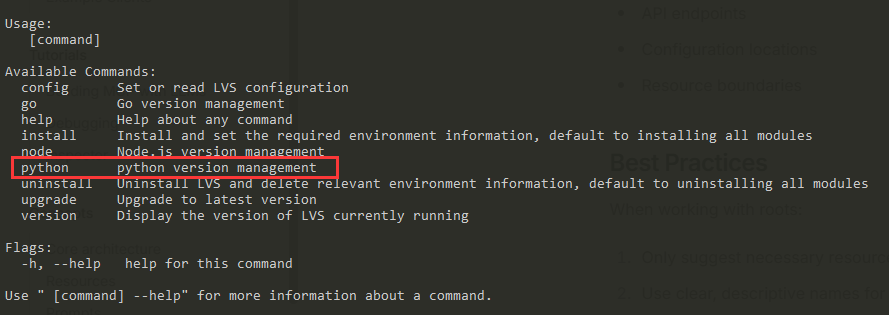 Usage:
[command]
Available Commands:
config Set or read LVS configuration
go Go version management
help Help about any command
install Install and set the required environment information, default to installing all modules
node Node.js version management
python python version management
uninstall Uninstall LVS and delete relevant environment information, default to uninstalling all modules
upgrade Upgrade to latest version
version Display the version of LVS currently running
Flags:
-h, --help help for this command
Use " [command] --help" for more information about a command.
API endpoints
Configuration locations
Resource boundaries
Best Practices
When working with roots:
1. Only suggest necessary resour
2. Use clear, descriptive names fo